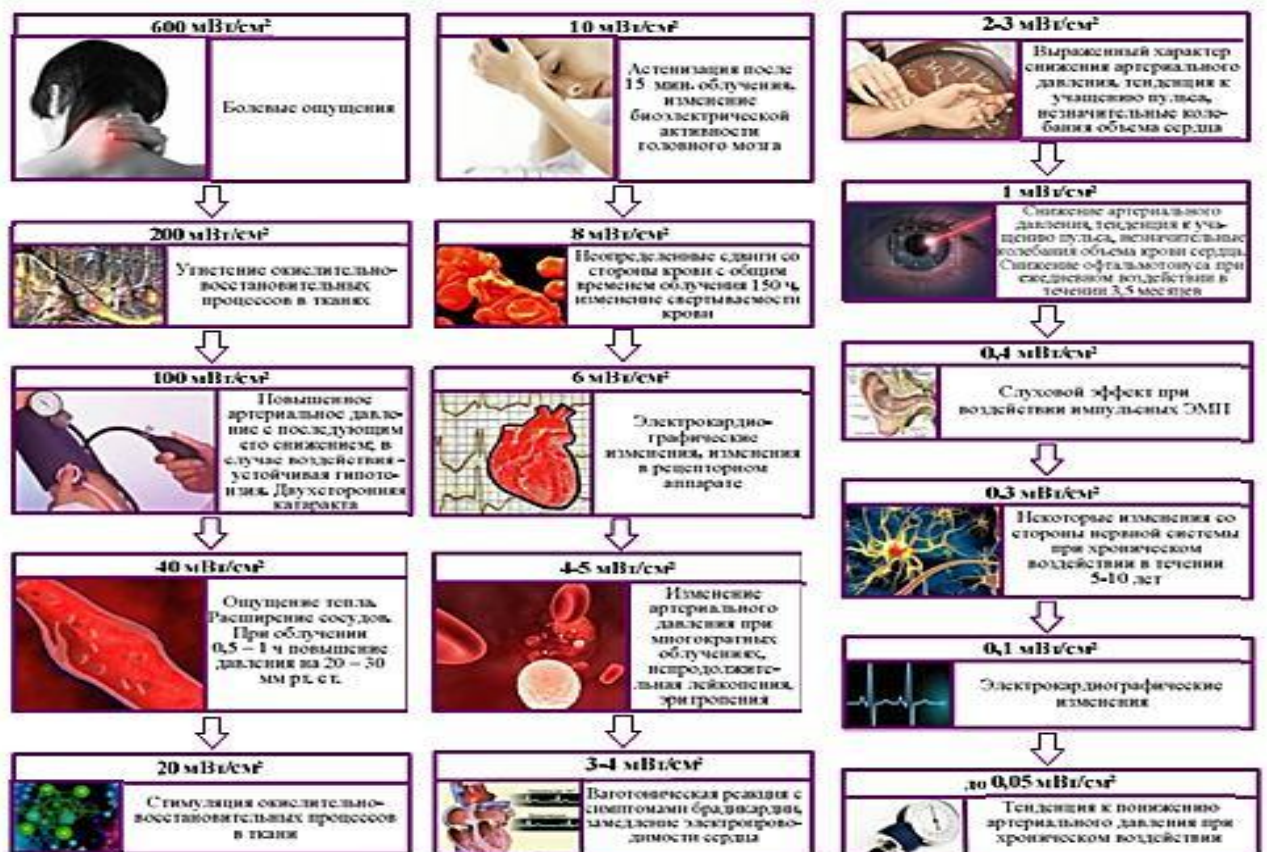 600 мВт/см²
Болевые ощущения
200 мВт/см²
Угнетение окислительно-
восстановительных
процессов в тканях
100 мВт/см²
Повышенное
артериальное давле-
ние с последующим
его снижением; в
случае воздействия -
устойчивая гипото-
нзия. Двухсторонняя
катаракта
40 мВт/см²
Ощущение тепла.
Расширение сосудов.
При облучении
0,5 – 1 ч повышение
давления на 20 – 30
мм рт. ст.
20 мВт/см²
Стимуляция окислительно-
восстановительных процессов
в ткани
10 мВт/см²
Астенизация после
15 мин. облучения,
изменение
биоэлектрической
активности
головного мозга
8 мВт/см²
Неопределенные сдвиги со
стороны крови с общим
временем облучения 150 ч,
изменение свертываемости
крови
6 мВт/см²
Электрокардио-
графические
изменения, изменения
в рецепторном
аппарате
4-5 мВт/см²
Изменение
артериального
давления при
многократных
облучениях,
непродолжите-
льная лейкопения,
эритропения
3-4 мВт/см²
Ваготоническая реакция с
симптомами брадикардии,
замедление электропрово-
димости сердца
2-3 мВт/см²
Выраженный характер
снижения артериального
давления, тенденция к
учащению пульса,
незначительные коле-
бания объема сердца
1 мВт/см²
Снижение артериального
давления, тенденция к уча-
щению пульса, незначительные
колебания объема крови сердца.
Снижение офтальмотонуса при
ежедневном воздействии в
течении 3,5 месяцев
0,4 мВт/см²
Слуховой эффект при
воздействии импульсных ЭМП
0,3 мВт/см²
Некоторые изменения со
стороны нервной системы
при хроническом
воздействии в течении
5-10 лет
0,1 мВт/см²
Электрокардиографические
изменения
до 0,05 мВт/см²
Тенденция к понижению
артериального давления при
хроническом воздействии